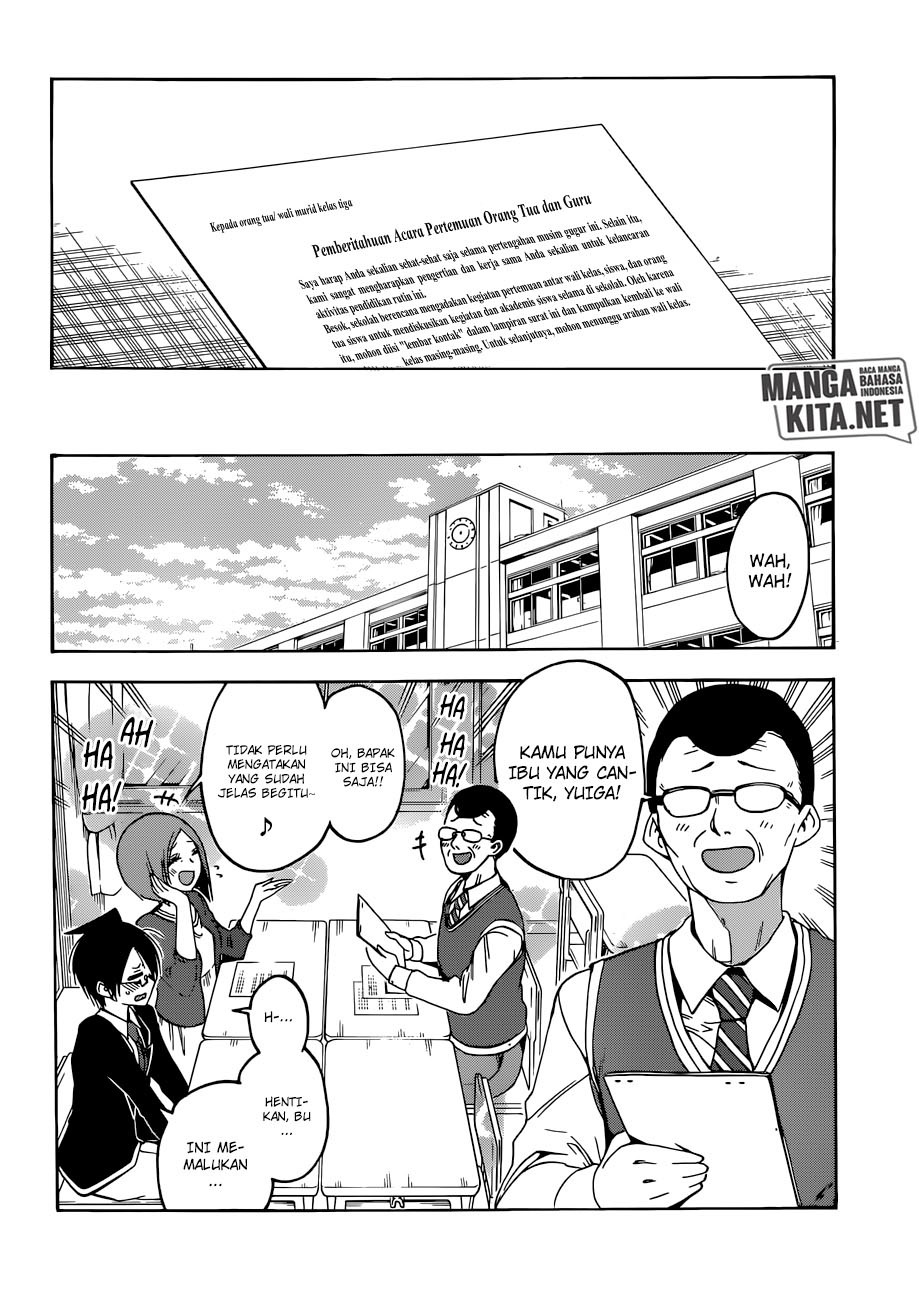 Kepada orang tua/ wali murid kelas tiga
Pemberitahuan Acara Pertemuan Orang Tua dan Guru
Saya harap Anda sekalian sehat-sehat saja selama pertengahan musim gugur ini. Selain itu,
kami sangat mengharapkan pengertian dan kerja sama Anda sekalian untuk kelancaran
aktivitas pendidikan rutin ini.
Besok, sekolah berencana mengadakan kegiatan pertemuan antar wali kelas, siswa, dan orang
tua siswa untuk mendiskusikan kegiatan dan akademis siswa selama di sekolah. Oleh karena
itu, mohon diisi "lembur kontak" dalam lampiran surat ini dan kumpulkan kembali ke wali
kelas masing-masing. Untuk selanjutnya, mohon menunggu arahan wali kelas.
MANGA
KITA.NET
BACA MANGA
BAHASA
INDONESIA
WAH,
WAH!
KAMU PUNYA
IBU YANG CAN-
TIK, YUIGA!
HA
HA
HA!
OH, BAPAK
INI BISA
SAJA!!
TIDAK PERLU
MENGATAKAN
YANG SUDAH
JELAS BEGITU~
♪
AH
HA
HA!
H-...
HENTI-
KAN, BU
...
INI ME-
MALUKAN
...